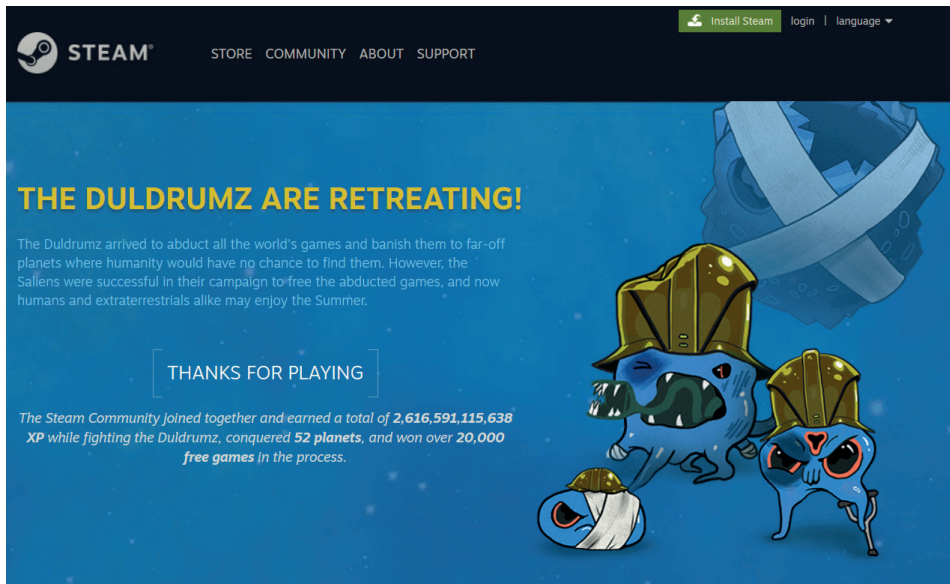 Install Steam login | language
STEAM®
STORE COMMUNITY ABOUT SUPPORT
THE DULDRUMZ ARE RETREATING!
The Duldrumz arrived to abduct all the world's games and banish them to far-off
planets where humanity would have no chance to find them. However, the
Saliens were successful in their campaign to free the abducted games, and now
humans and extraterrestrials alike may enjoy the Summer.
THANKS FOR PLAYING
The Steam Community joined together and earned a total of 2,616,591,115,638
XP while fighting the Duldrumz, conquered 52 planets, and won over 20,000
free games in the process.